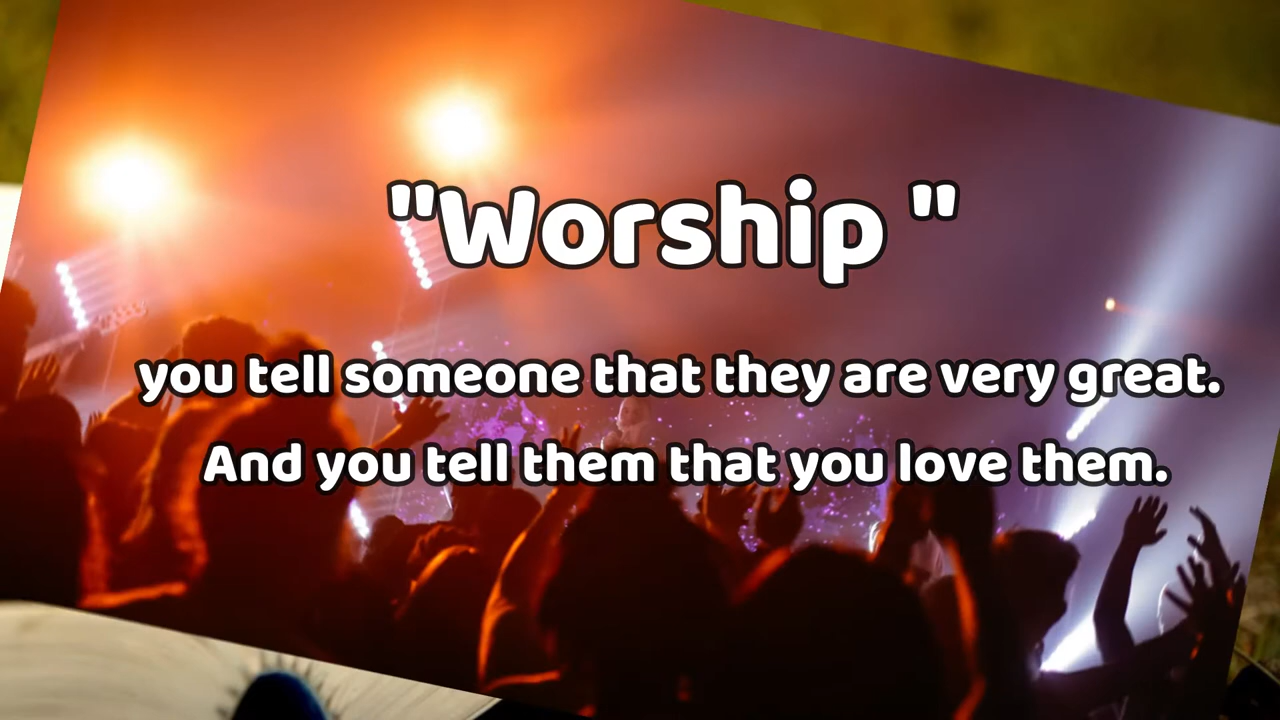 "Worship "
you tell someone that they are very great.
And you tell them that you love them.